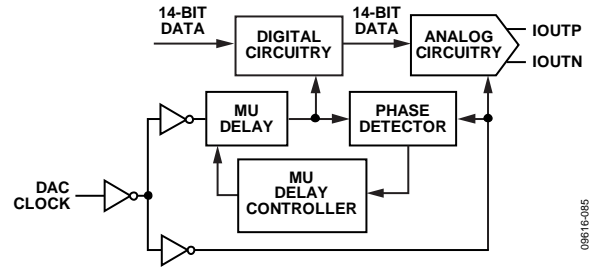 14-BIT
DATA
DIGITAL
CIRCUITRY
14-BIT
DATA
ANALOG
CIRCUITRY
IOUTP
IOUTN
MU
DELAY
PHASE
DETECTOR
MU
DELAY
CONTROLLER
DAC
CLOCK
09616-085